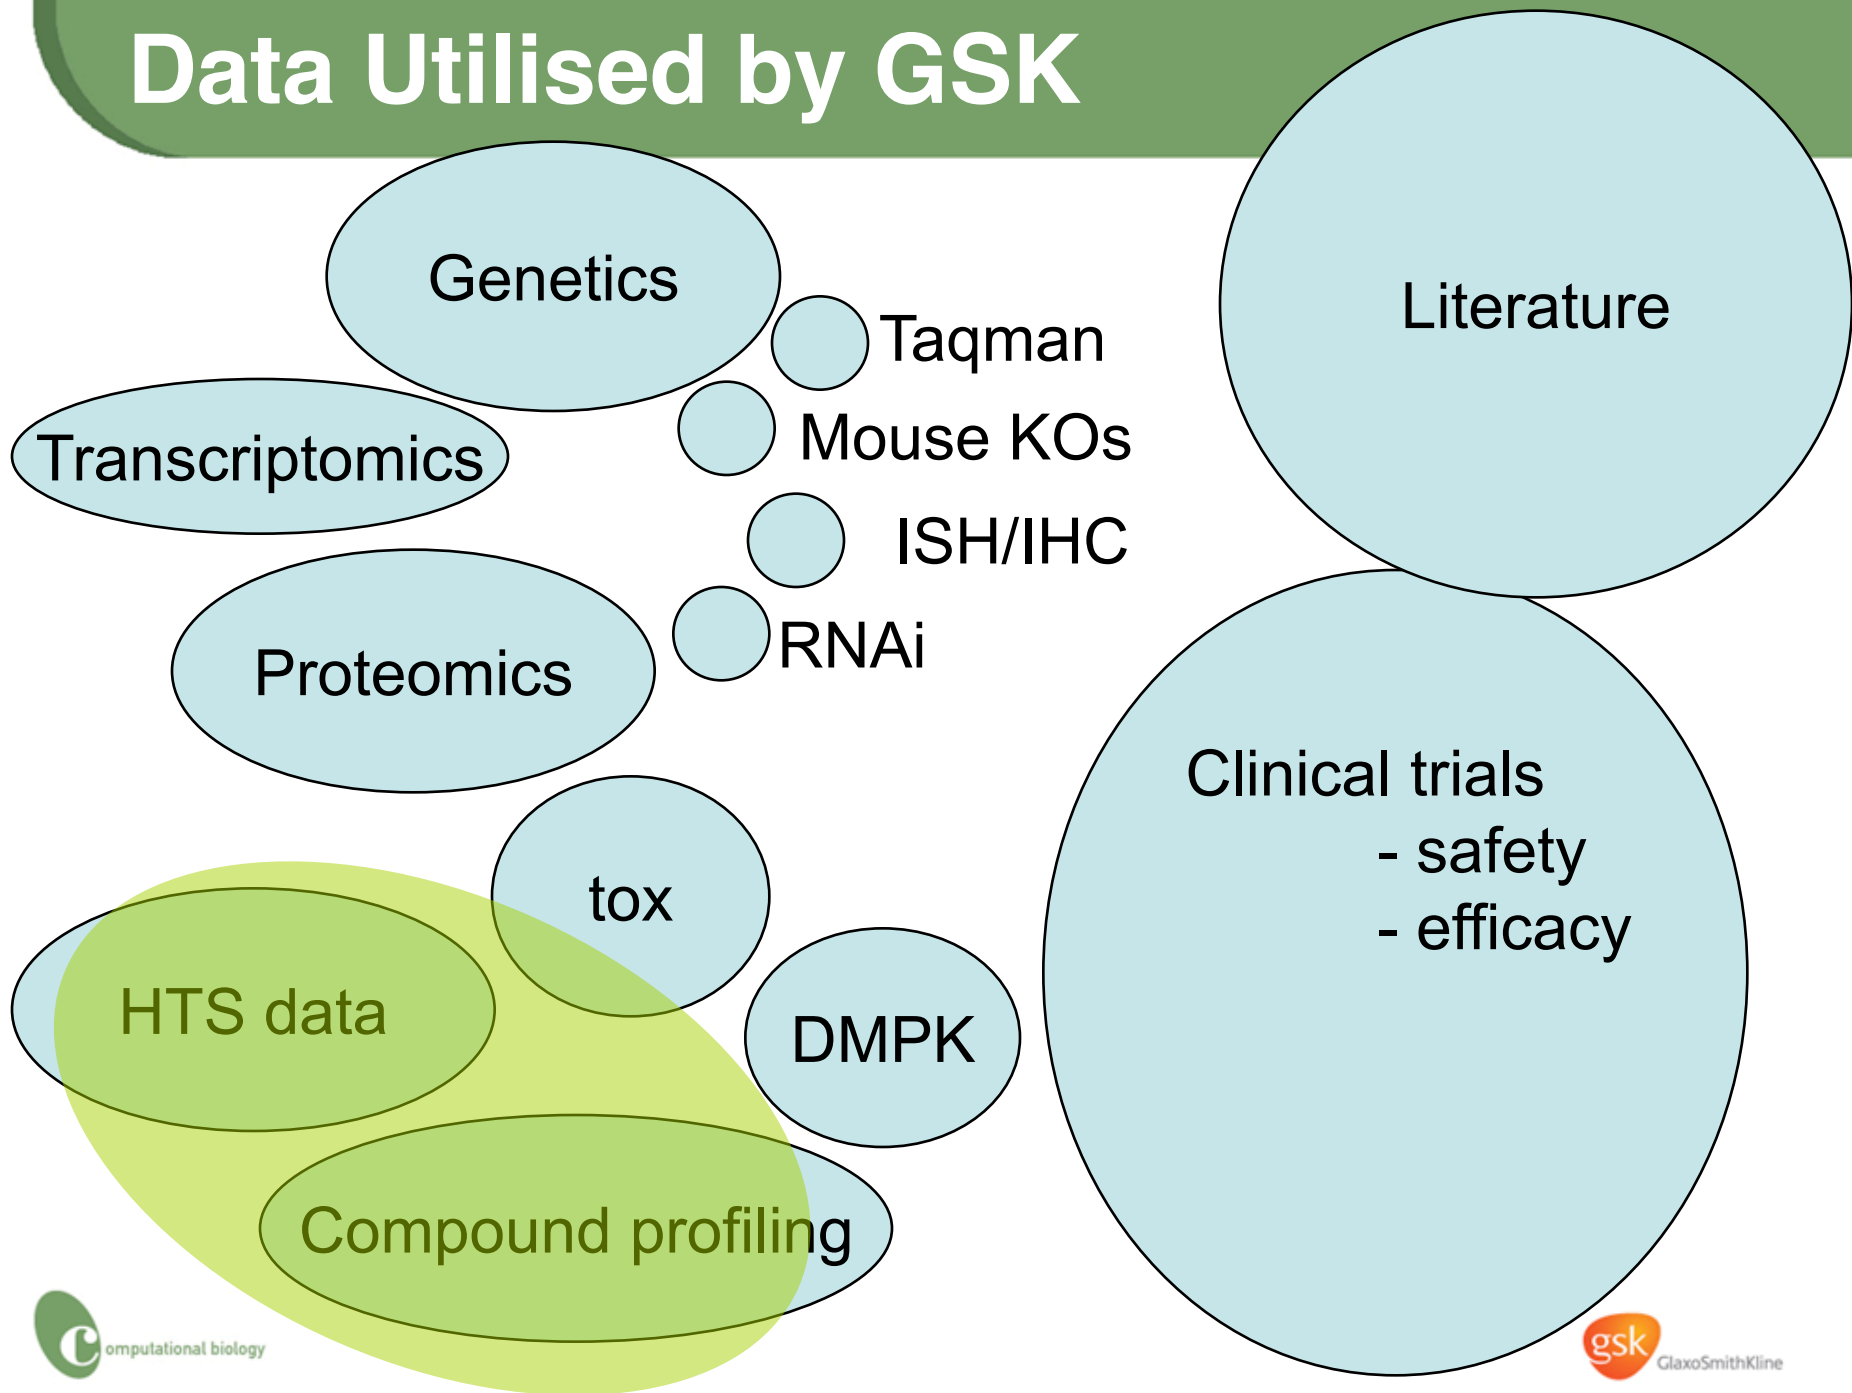 Data Utilised by GSK
Genetics
Literature
Taqman
Mouse KOs
Transcriptomics
ISH/IHC
RNAi
Proteomics
Clinical trials
- safety
- efficacy
tox
HTS data
DMPK
Compound profiling
Computational biology
gsk
GlaxoSmithKline